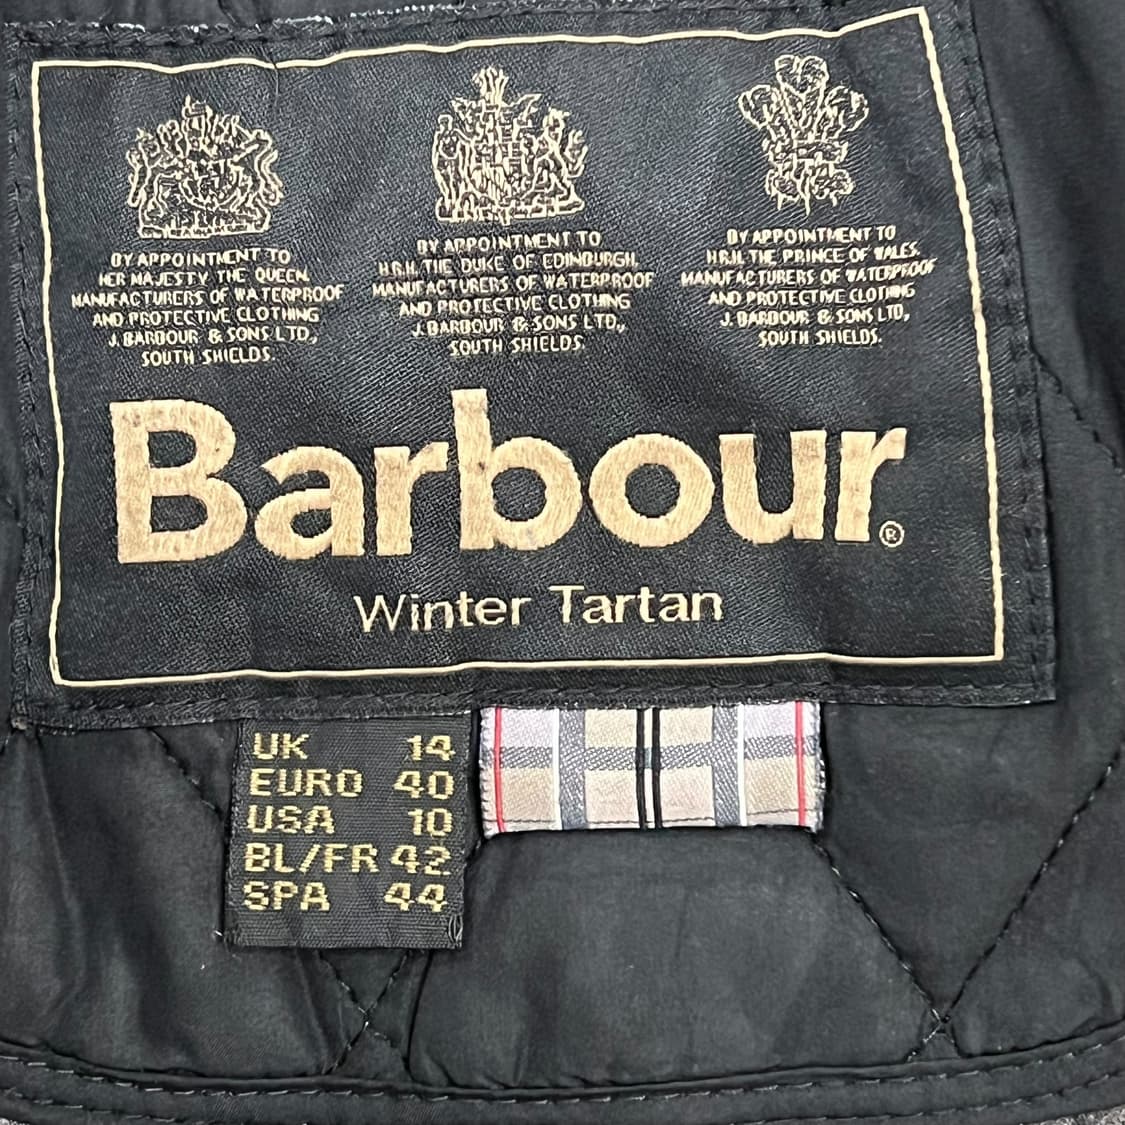 BY APPOINTMENT TO
HER MAJESTY THE QUEEN
MANUFACTURERS OF WATERPROOF
AND PROTECTIVE CLOTHING
J. BARBOUR & SONS LTD.,
SOUTH SHIELDS.
BY APPOINTMENT TO
H.R.H. THE DUKE OF EDINBURGH,
MANUFACTURERS OF WATERPROOF
AND PROTECTIVE CLOTHING
J. BARBOUR & SONS LTD.,
SOUTH SHIELDS.
BY APPOINTMENT TO
H.R.H. THE PRINCE OF WALES.
MANUFACTURERS OF WATERPROOF
AND PROTECTIVE CLOTHING
J. BARBOUR & SONS LTD,
SOUTH SHIELDS.
Barbour®
Winter Tartan
UK 14
EURO 40
USA 10
BL/FR 42
SPA 44